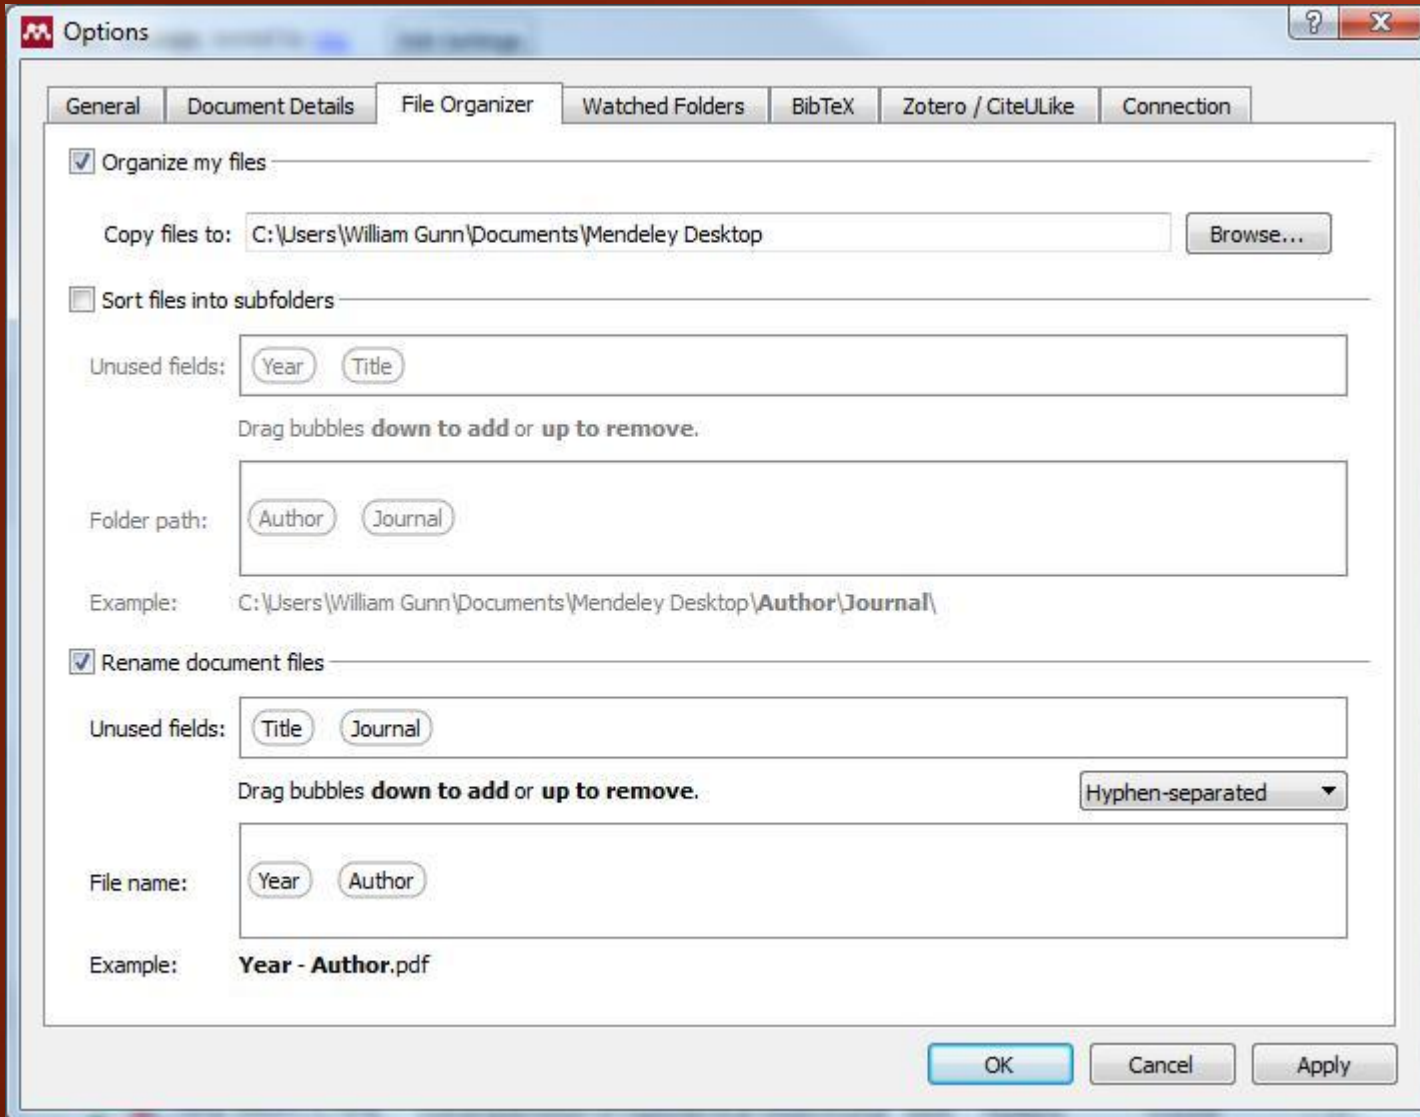 Options
General Document Details File Organizer Watched Folders BibTeX Zotero / CiteULike Connection
Organize my files
Copy files to: C:\Users\William Gunn\Documents\Mendeley Desktop Browse...
Sort files into subfolders
Unused fields: Year Title
Drag bubbles down to add or up to remove.
Folder path: Author Journal
Example: C:\Users\William Gunn\Documents\Mendeley Desktop\Author\Journal\
Rename document files
Unused fields: Title Journal
Drag bubbles down to add or up to remove. Hyphen-separated
File name: Year Author
Example: Year - Author.pdf
OK Cancel Apply